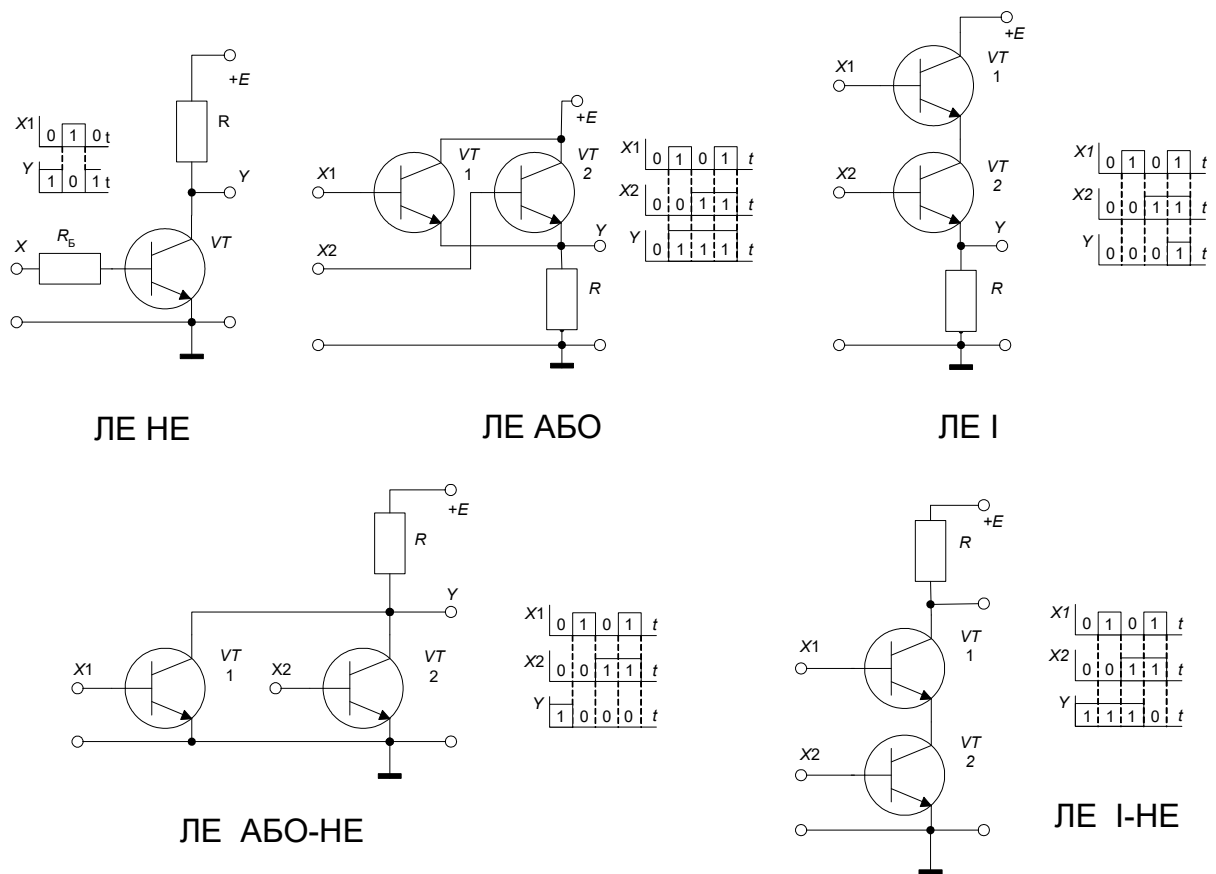 +E
R
X1
0 1 0 t
Y
1 0 1 t
Y
VT
X
RБ
ЛЕ НЕ
+E
X1
VT
1
VT
2
X2
Y
R
X1
0 1 0 1 t
X2
0 0 1 1 t
Y
0 1 1 1 t
ЛЕ АБО
+E
X1
VT
1
X2
VT
2
Y
R
X1
0 1 0 1 t
X2
0 0 1 1 t
Y
0 0 0 1 t
ЛЕ І
+E
R
Y
X1
VT
1
X2
VT
2
X1
0 1 0 1 t
X2
0 0 1 1 t
Y
1 0 0 0 t
ЛЕ АБО-НЕ
+E
R
X1
VT
1
X2
VT
2
X1
0 1 0 1 t
X2
0 0 1 1 t
Y
1 1 1 0 t
ЛЕ І-НЕ